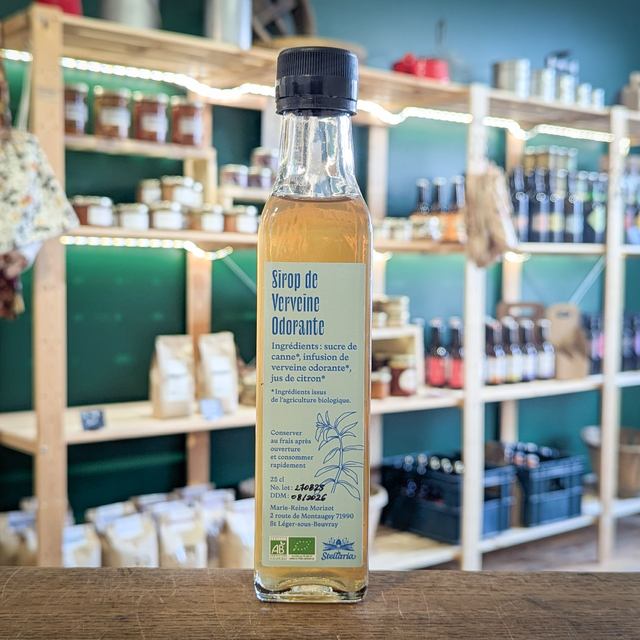 Sirop de
Verveine
Odorante
Ingrédients : sucre de
canne*, infusion de
verveine odorante*,
jus de citron*
*Ingrédients issus
de l'agriculture biologique.
Conserver
au frais après
ouverture
et consommer
rapidement
25 cl
No. lot : 270825
DDM : 08/2026
Marie-Reine Morizot
2 route de Montaugey 71990
St Léger-sous-Beuvray
AB
Stellaria